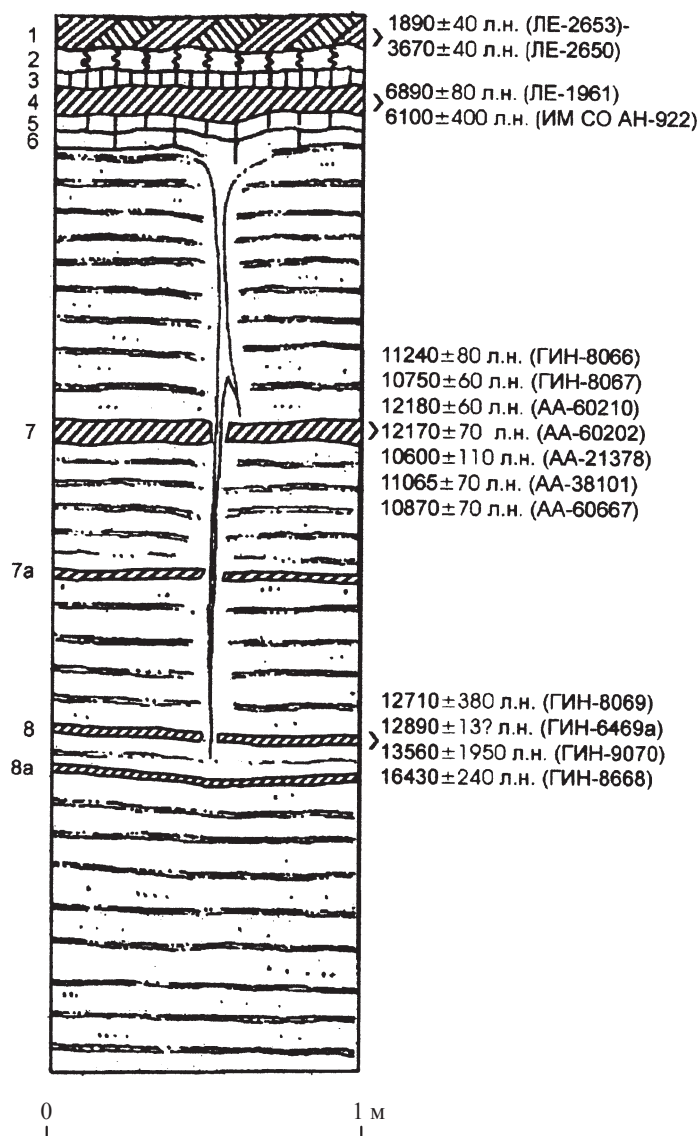 1
1890±40 л.н. (ЛЕ-2653)-
2
3670±40 л.н. (ЛЕ-2650)
3
4
6890±80 л.н. (ЛЕ-1961)
5
6100±400 л.н. (ИМ СО АН-922)
6
11240±80 л.н. (ГИН-8066)
10750±60 л.н. (ГИН-8067)
12180±60 л.н. (АА-60210)
7
12170±70 л.н. (АА-60202)
10600±110 л.н. (АА-21378)
11065±70 л.н. (АА-38101)
10870±70 л.н. (АА-60667)
7а
12710±380 л.н. (ГИН-8069)
8
12890±13? л.н. (ГИН-6469а)
13560±1950 л.н. (ГИН-9070)
8а
16430±240 л.н. (ГИН-8668)
0
1 м